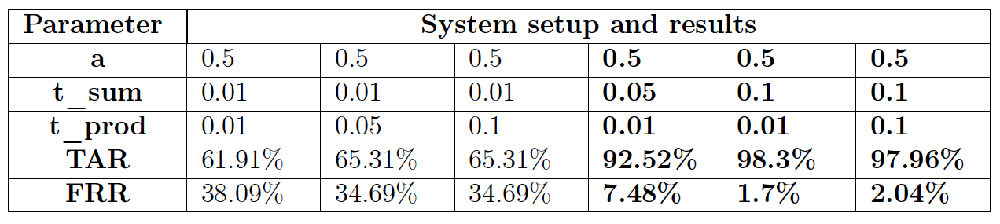 Parameter System setup and results
a 0.5 0.5 0.5 0.5 0.5 0.5
t_sum 0.01 0.01 0.01 0.05 0.1 0.1
t_prod 0.01 0.05 0.1 0.01 0.01 0.1
TAR 61.91% 65.31% 65.31% 92.52% 98.3% 97.96%
FRR 38.09% 34.69% 34.69% 7.48% 1.7% 2.04%